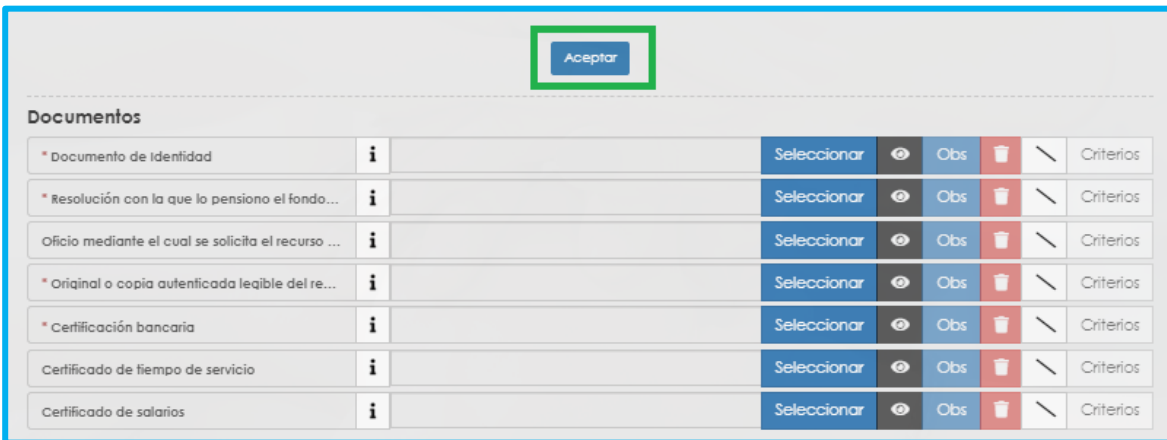 Aceptar
Documentos
* Documento de Identidad i Seleccionar Obs Criterios
* Resolución con la que lo pensiono el fondo... i Seleccionar Obs Criterios
Oficio mediante el cual se solicita el recurso ... i Seleccionar Obs Criterios
* Original o copia autenticada legible del re... i Seleccionar Obs Criterios
* Certificación bancaria i Seleccionar Obs Criterios
Certificado de tiempo de servicio i Seleccionar Obs Criterios
Certificado de salarios i Seleccionar Obs Criterios